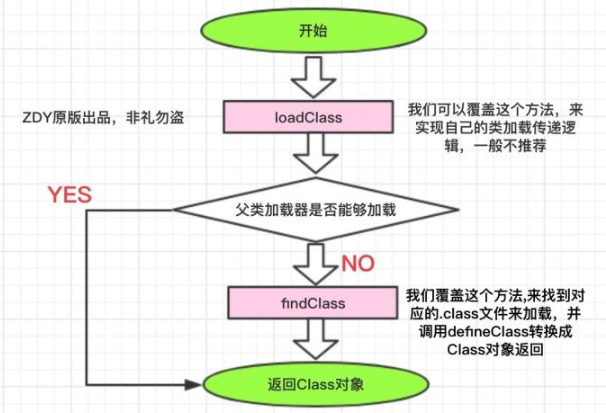 开始
ZDY原版出品，非礼勿盗
loadClass
我们可以覆盖这个方法，来
实现自己的类加载传递逻
辑，一般不推荐
YES
父类加载器是否能够加载
NO
findClass
我们覆盖这个方法,来找到对
应的.class文件来加载，并
调用defineClass转换成
Class对象返回
返回Class对象